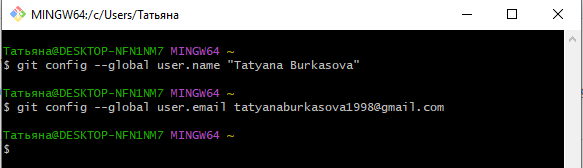 MINGW64:/c/Users/Татьяна
Татьяна@DESKTOP-NFN1NM7 MINGW64 ~
$ git config --global user.name "Tatyana Burkasova"
Татьяна@DESKTOP-NFN1NM7 MINGW64 ~
$ git config --global user.email tatyanaburkasova1998@gmail.com
Татьяна@DESKTOP-NFN1NM7 MINGW64 ~
$